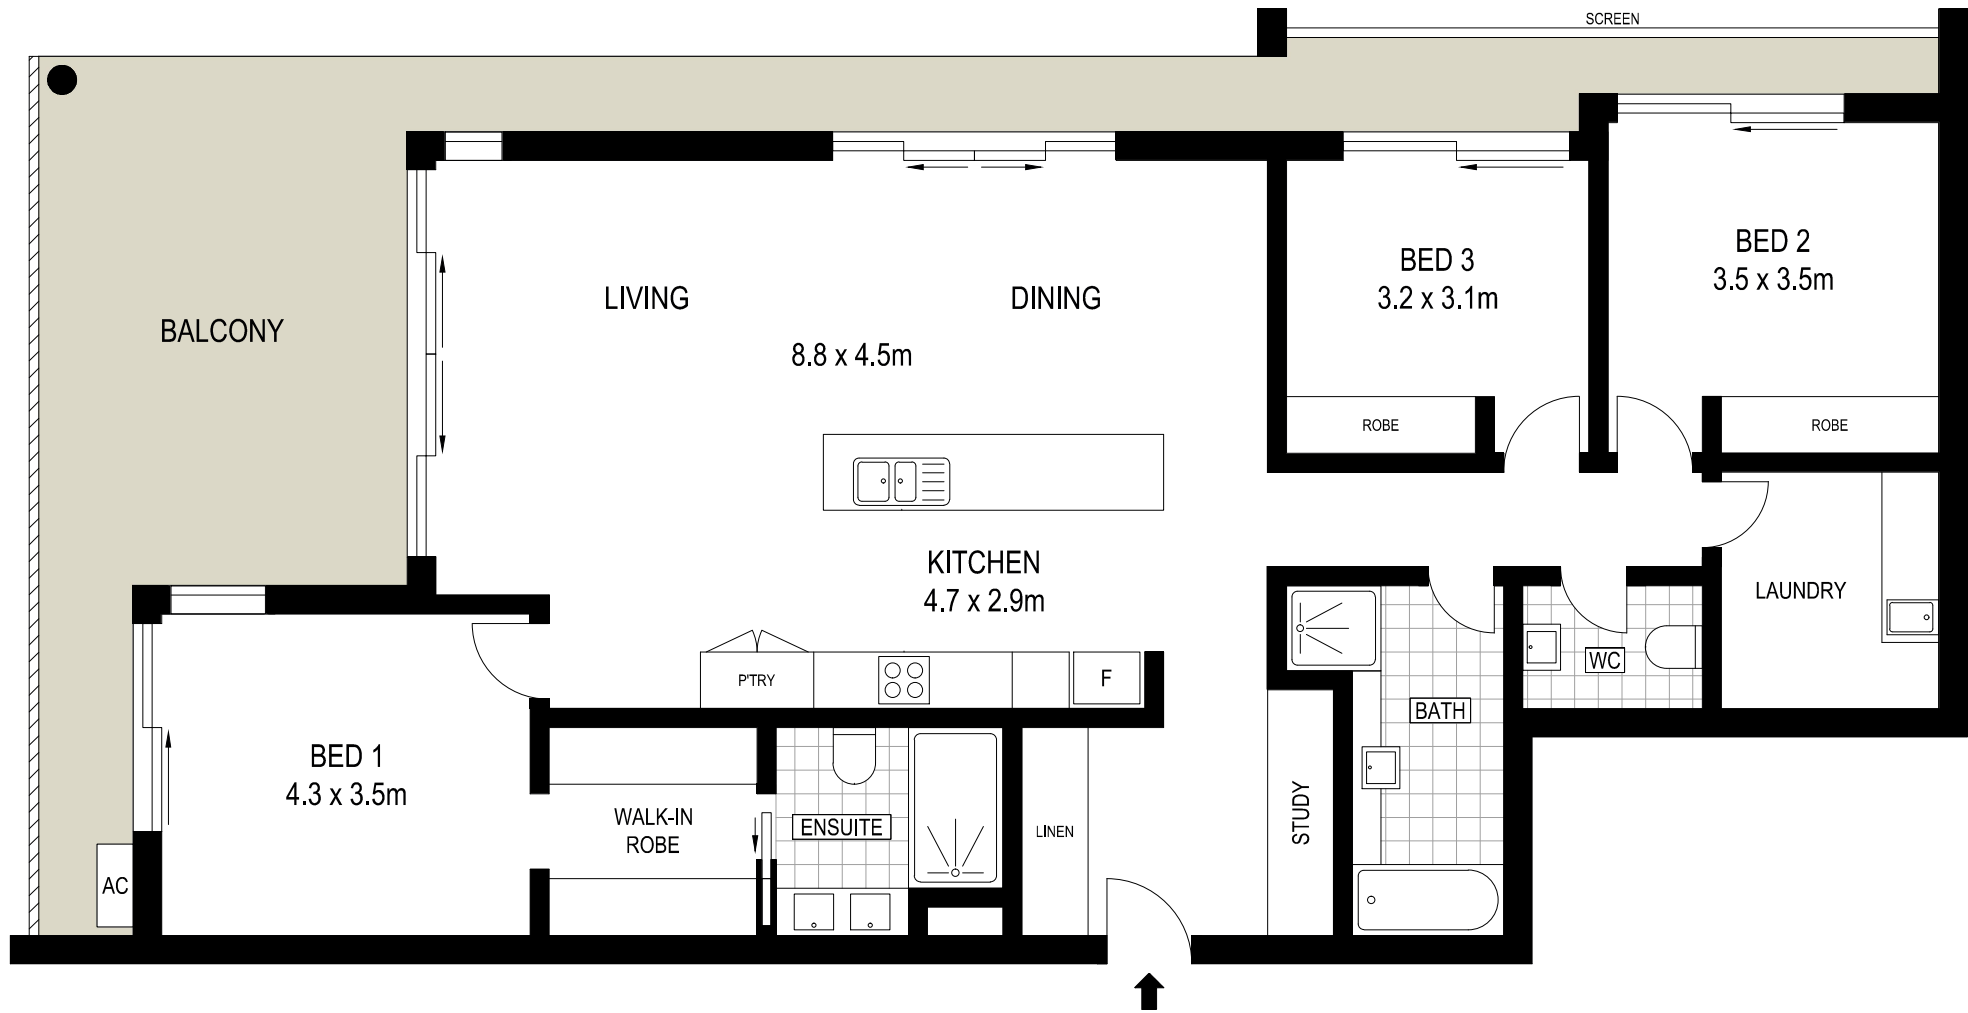 SCREEN
BED 2
3.5 x 3.5m
BED 3
3.2 x 3.1m
LIVING
DINING
BALCONY
8.8 x 4.5m
ROBE
ROBE
KITCHEN
4.7 x 2.9m
LAUNDRY
WC
P'TRY
F
BATH
BED 1
4.3 x 3.5m
WALK-IN
ROBE
ENSUITE
LINEN
STUDY
AC